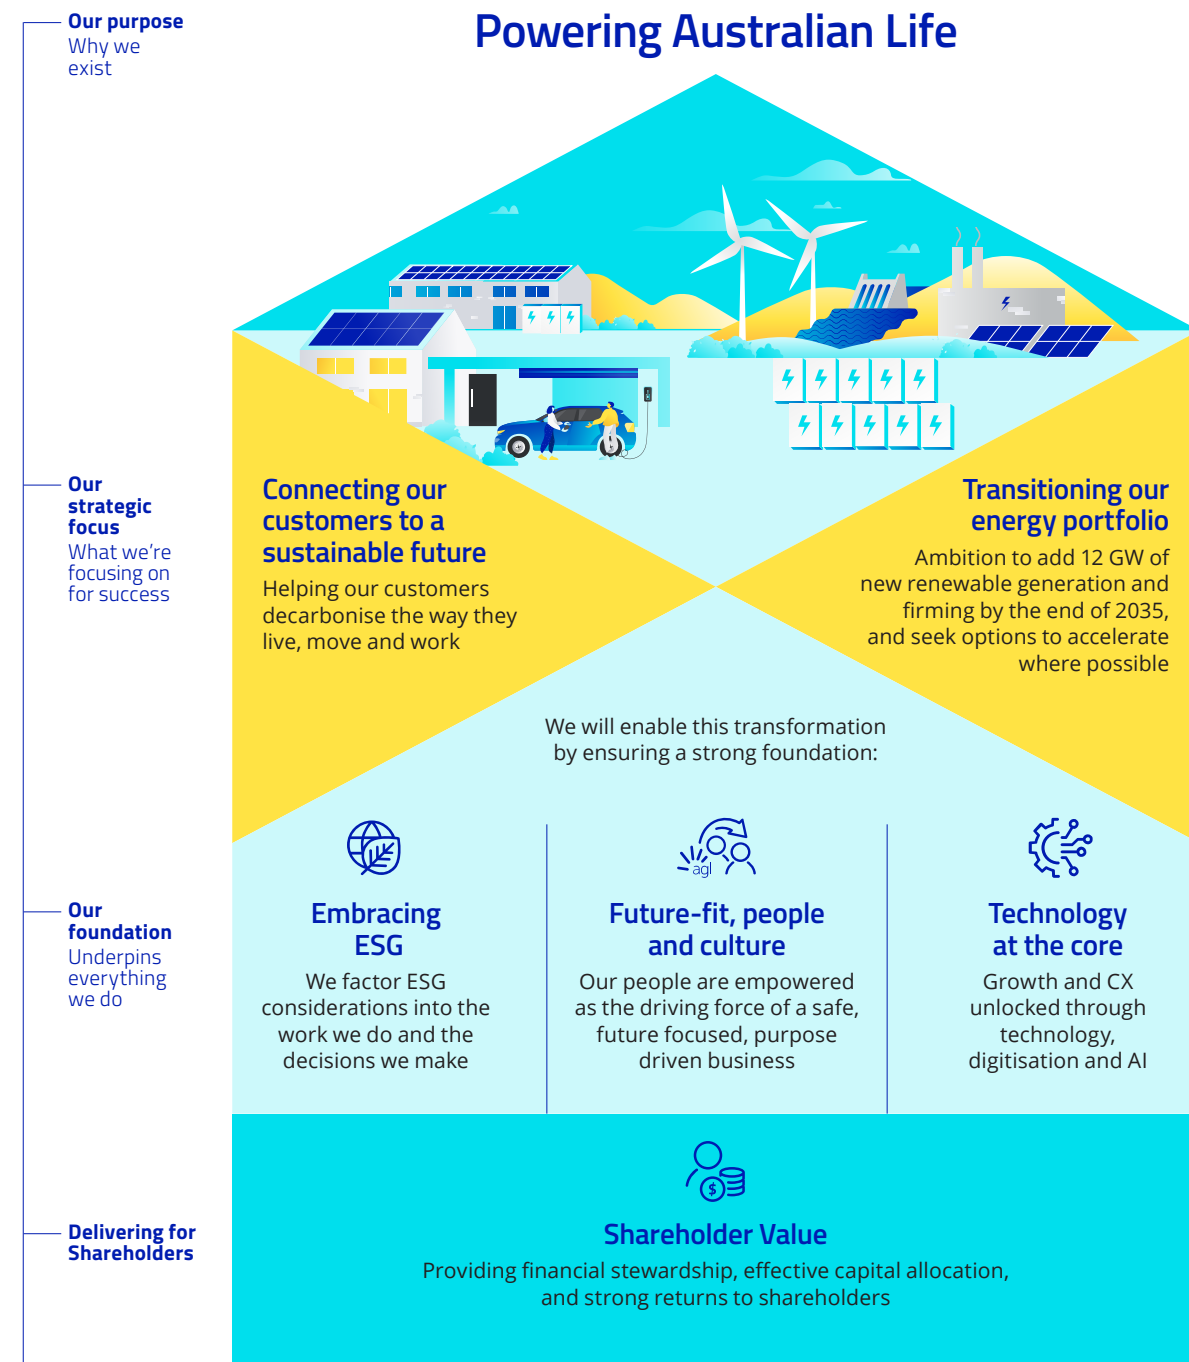 Our purpose
Why we
exist
Powering Australian Life
Our
strategic
focus
What we're
focusing on
for success
Connecting our
customers to a
sustainable future
Helping our customers
decarbonise the way they
live, move and work
Transitioning our
energy portfolio
Ambition to add 12 GW of
new renewable generation and
firming by the end of 2035,
and seek options to accelerate
where possible
We will enable this transformation
by ensuring a strong foundation:
Our
foundation
Underpins
everything
we do
Embracing
ESG
We factor ESG
considerations into the
work we do and the
decisions we make
agl
Future-fit, people
and culture
Our people are empowered
as the driving force of a safe,
future focused, purpose
driven business
Technology
at the core
Growth and CX
unlocked through
technology,
digitisation and AI
Delivering for
Shareholders
$
Shareholder Value
Providing financial stewardship, effective capital allocation,
and strong returns to shareholders